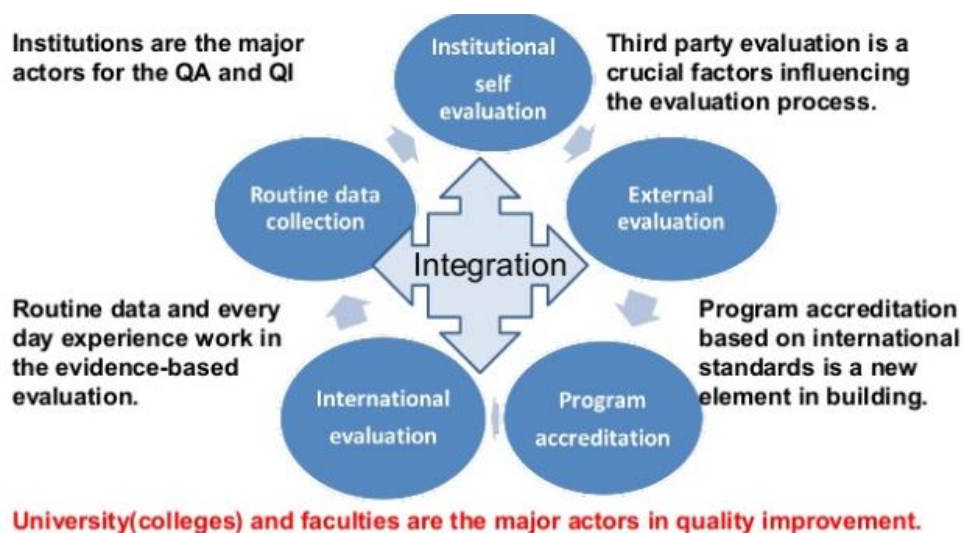 Institutions are the major
actors for the QA and QI
Institutional
self
evaluation
Third party evaluation is a
crucial factors influencing
the evaluation process.
Routine data
collection
External
evaluation
Integration
Routine data and every
day experience work in
the evidence-based
evaluation.
Program accreditation
based on international
standards is a new
element in building.
International
evaluation
Program
accreditation
University(colleges) and faculties are the major actors in quality improvement.